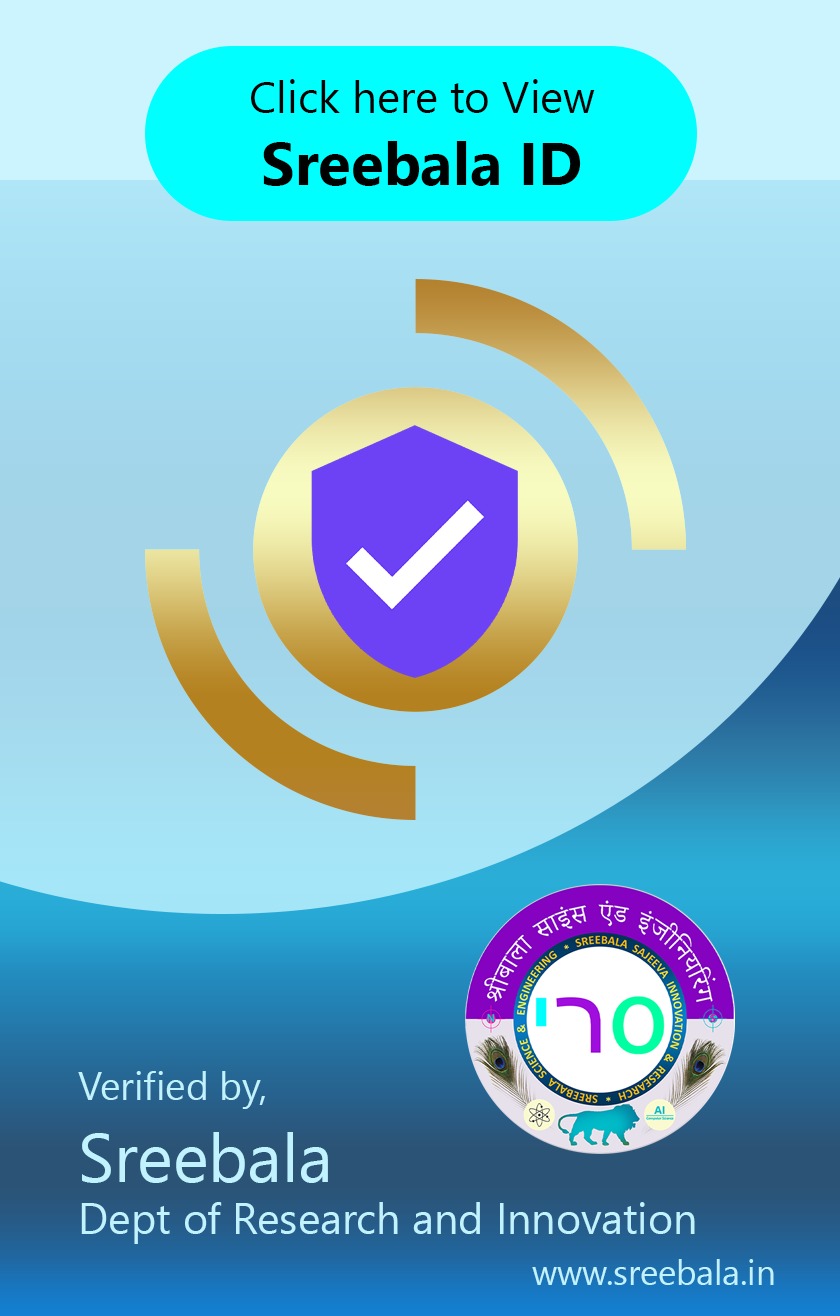 Click here to View
Sreebala ID
श्रीबाला साइंस एंड इंजीनियरिंग
* SREEBALA SAJEEVA INNOVATION & RESEARCH * SREEBALA SCIENCE & ENGINEERING
סרי
AI
Verified by,
Sreebala
Dept of Research and Innovation
www.sreebala.in